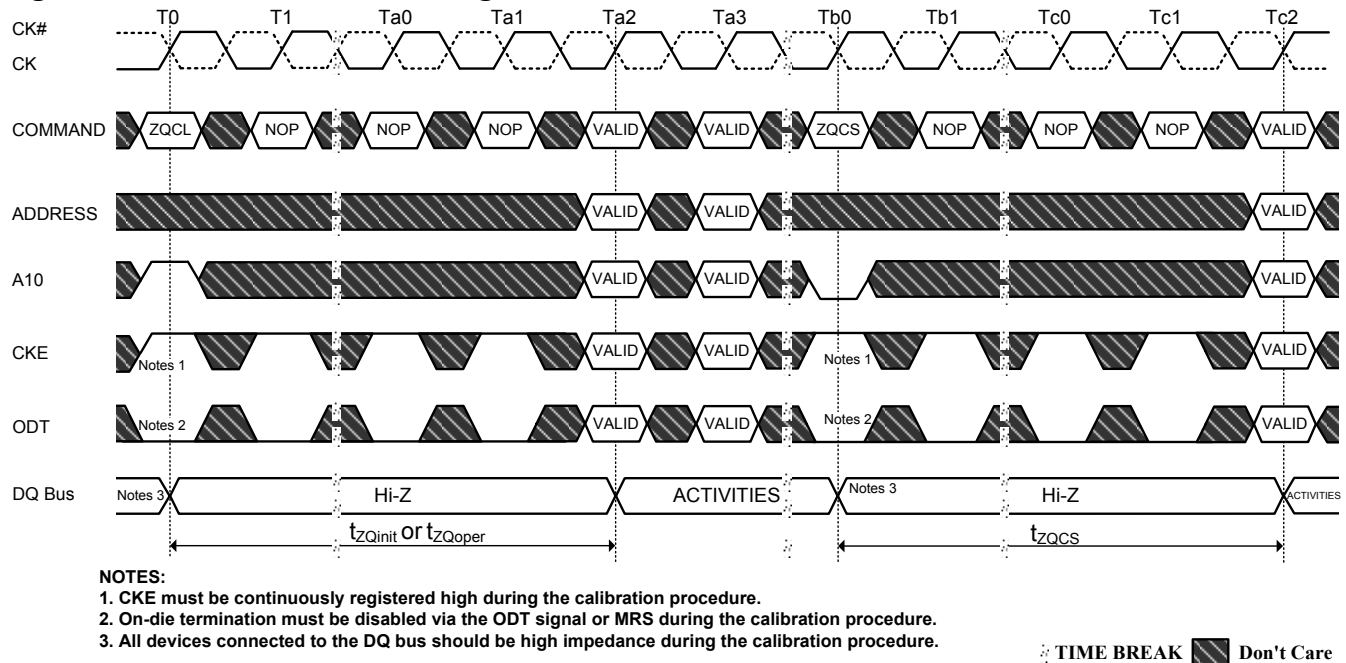 T0 T1 Ta0 Ta1 Ta2 Ta3 Tb0 Tb1 Tc0 Tc1 Tc2
CK#
CK
COMMAND ZQCL NOP NOP NOP VALID VALID ZQCS NOP NOP NOP VALID
ADDRESS VALID VALID VALID
A10 VALID VALID VALID
CKE Notes 1 VALID VALID Notes 1 VALID
ODT Notes 2 VALID VALID Notes 2 VALID
DQ Bus Notes 3 Hi-Z ACTIVITIES Notes 3 Hi-Z ACTIVITIES
tZQinit or tZQoper tZQCS
NOTES:
1. CKE must be continuously registered high during the calibration procedure.
2. On-die termination must be disabled via the ODT signal or MRS during the calibration procedure.
3. All devices connected to the DQ bus should be high impedance during the calibration procedure.
TIME BREAK Don't Care